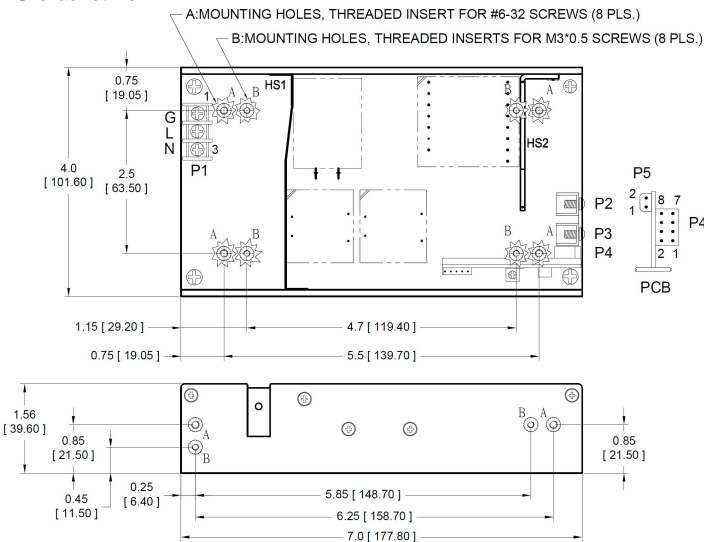 A:MOUNTING HOLES, THREADED INSERT FOR #6-32 SCREWS (8 PLS.)
B:MOUNTING HOLES, THREADED INSERTS FOR M3*0.5 SCREWS (8 PLS.)
0.75
[ 19.05 ]
4.0
[ 101.60 ]
2.5
[ 63.50 ]
G
L
N
1
3
P1
A
B
HS1
B
A
HS2
A
B
B
A
P2
P3
P4
P5
2
1
8 7
2 1
P4
PCB
1.15 [ 29.20 ]
4.7 [ 119.40 ]
0.75 [ 19.05 ]
5.5 [ 139.70 ]
1.56
[ 39.60 ]
0.85
[ 21.50 ]
0.45
[ 11.50 ]
A
B
B
A
0.85
[ 21.50 ]
0.25
[ 6.40 ]
5.85 [ 148.70 ]
6.25 [ 158.70 ]
7.0 [ 177.80 ]